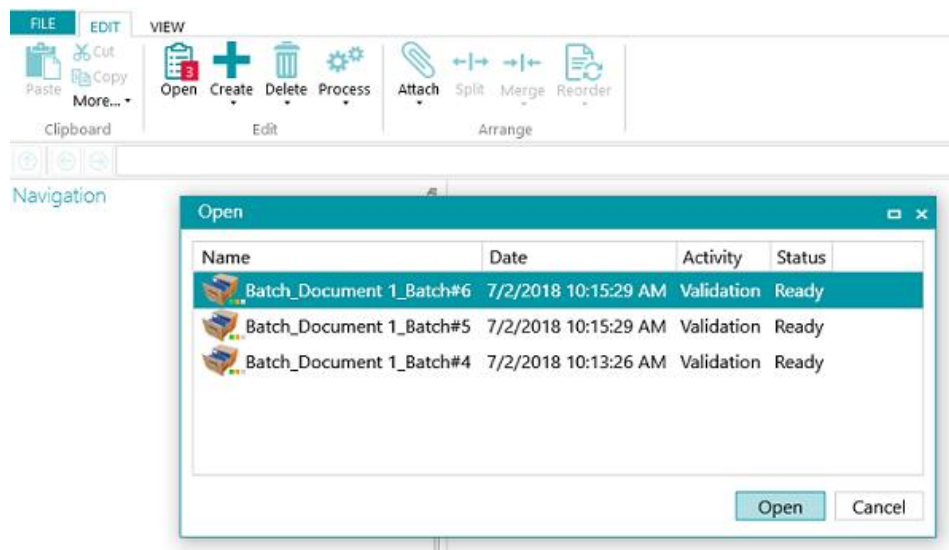 FILE EDIT VIEW
Paste
Cut
Copy
More...
Clipboard
3
Open Create Delete Process
Edit
Attach Split Merge Reorder
Arrange
Navigation
Open
Name Date Activity Status
Batch_Document 1_Batch#6 7/2/2018 10:15:29 AM Validation Ready
Batch_Document 1_Batch#5 7/2/2018 10:15:29 AM Validation Ready
Batch_Document 1_Batch#4 7/2/2018 10:13:26 AM Validation Ready
Open Cancel